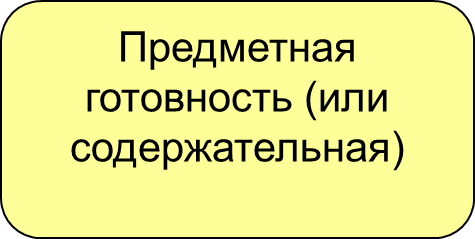 Предметная
готовность (или
содержательная)